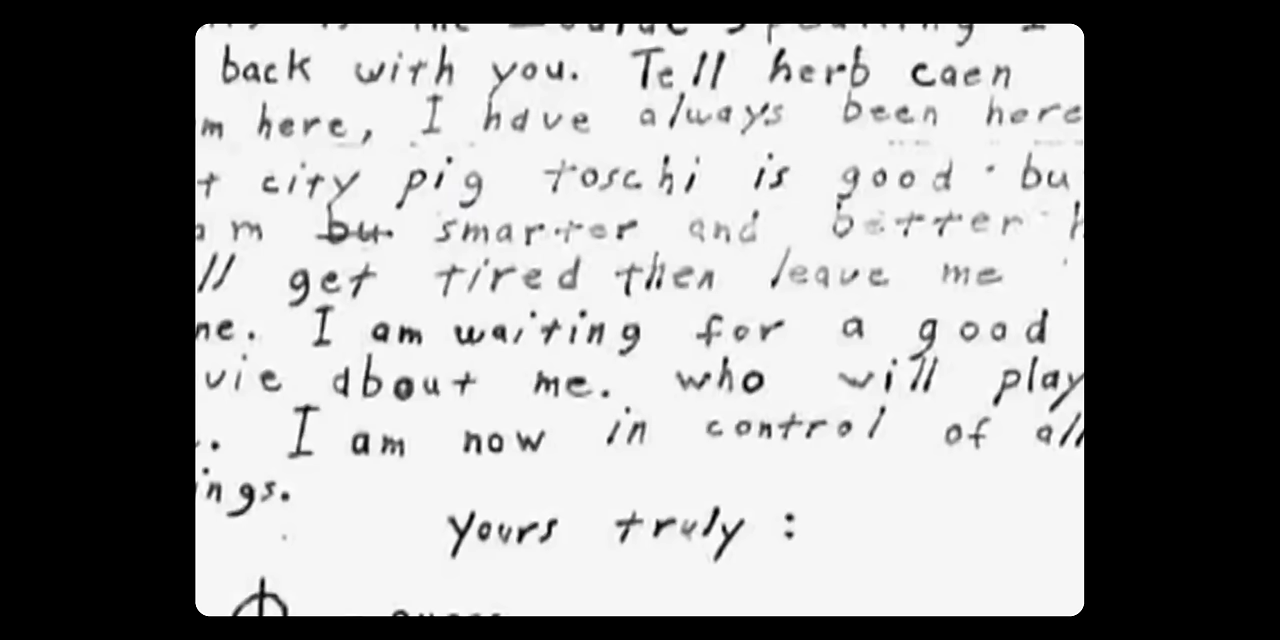 back with you. Tell herb caen
m here, I have always been here
t city pig toschi is good bu
m bu smarter and better h
ll get tired then leave me
ne. I am waiting for a good
vie about me. who will play
. I am now in control of all
ings.
yours truly :